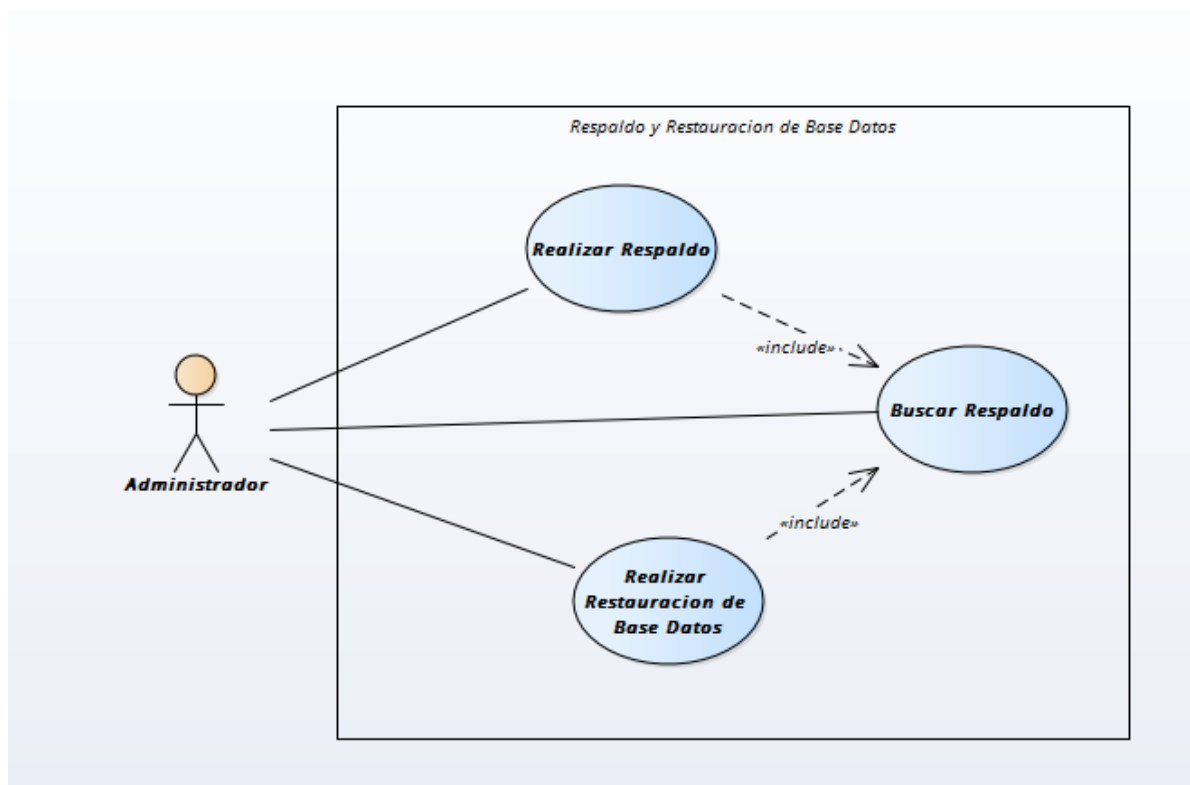 Respaldo y Restauracion de Base Datos
Realizar Respaldo
«include»
Buscar Respaldo
Administrador
«include»
Realizar
Restauracion de
Base Datos